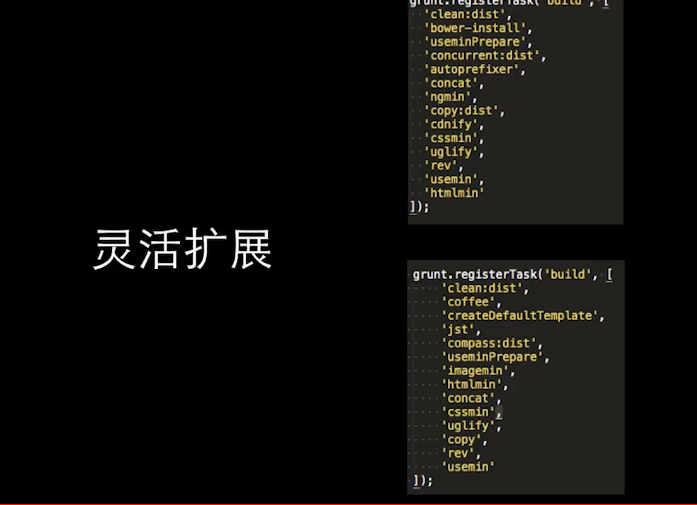 grunt.registerTask('build', [
'clean:dist',
'bower-install',
'useminPrepare',
'concurrent:dist',
'autoprefixer',
'concat',
'ngmin',
'copy:dist',
'cdnify',
'cssmin',
'uglify',
'rev',
'usemin',
'htmlmin'
]);
灵活扩展
grunt.registerTask('build', [
'clean:dist',
'coffee',
'createDefaultTemplate',
'jst',
'compass:dist',
'useminPrepare',
'imagemin',
'htmlmin',
'concat',
'cssmin',
'uglify',
'copy',
'rev',
'usemin'
]);